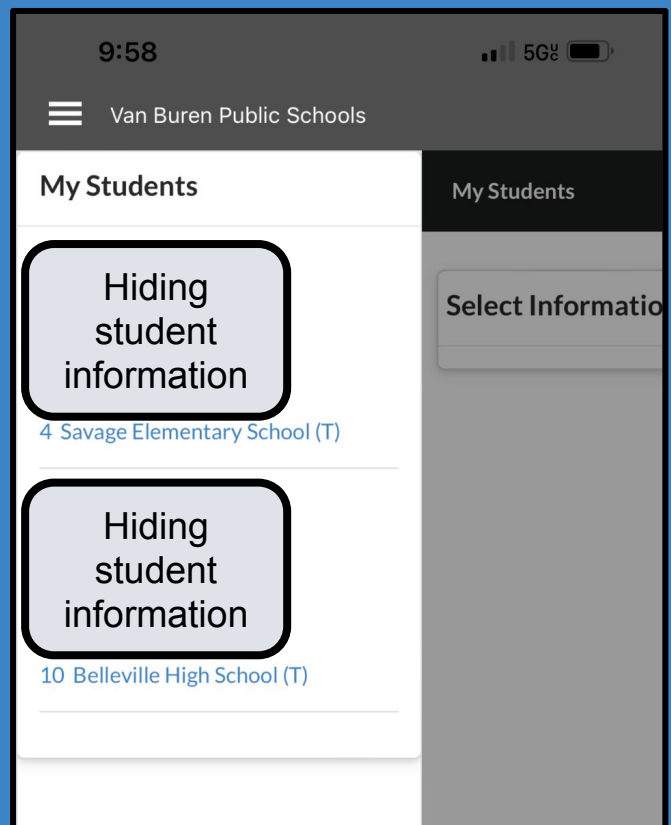 9:58
5GUC
Van Buren Public Schools
My Students
My Students
Hiding
student
information
Select Informatio
4 Savage Elementary School (T)
Hiding
student
information
10 Belleville High School (T)